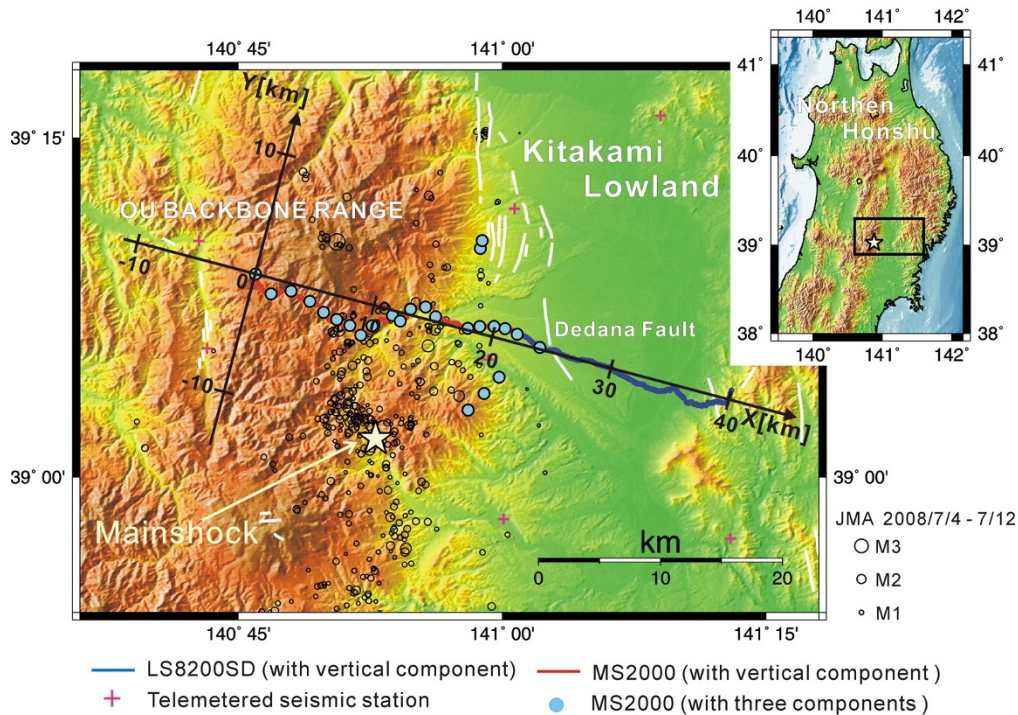 140˚ 45'
141˚ 00'
140˚
141˚
142˚
41˚
41˚
Northen
Honshu
40˚
40˚
39˚
39˚
38˚
38˚
140˚
141˚
142˚
Y[km]
39˚ 15'
10
Kitakami
Lowland
OU BACKBONE RANGE
-10
0
Dedana Fault
20
30
-10
40
X[km]
39˚ 00'
39˚ 00'
Mainshock
km
0
10
20
JMA 2008/7/4 - 7/12
M3
M2
M1
140˚ 45'
141˚ 00'
141˚ 15'
LS8200SD (with vertical component)
MS2000 (with vertical component )
Telemetered seismic station
MS2000 (with three components )